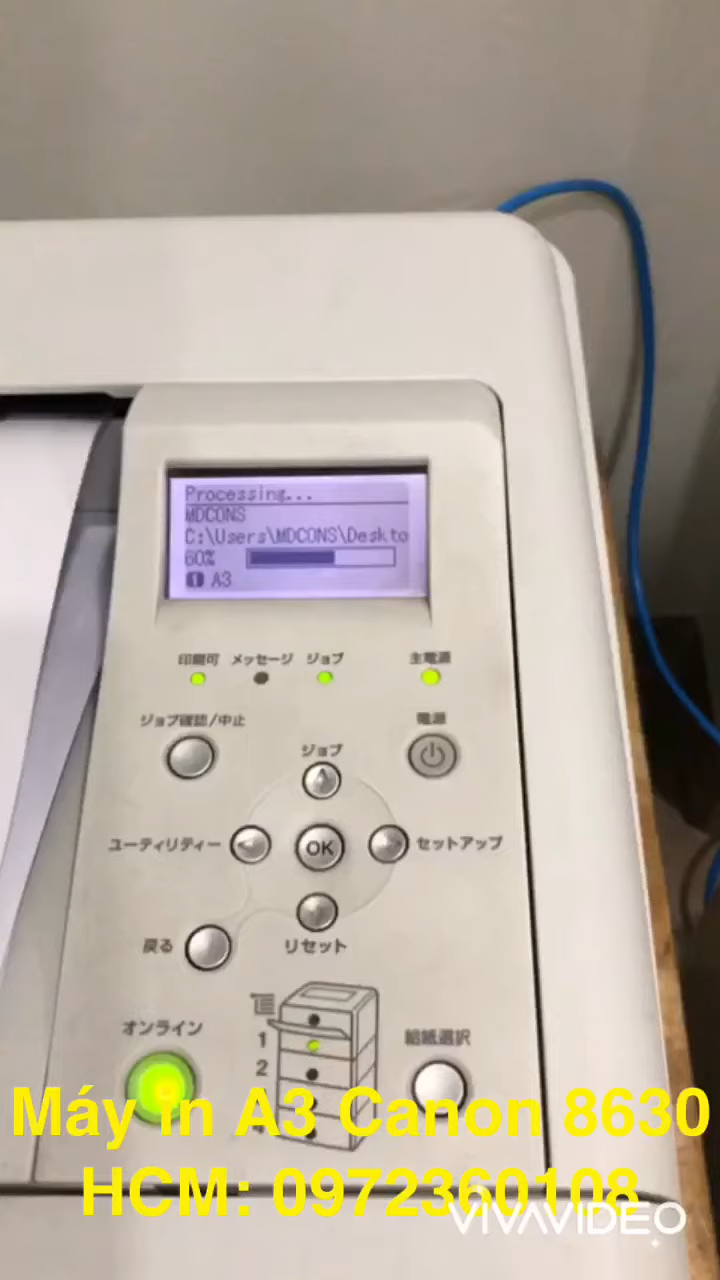 Processing...
MDCONS
C:\Users\MDCONS\Deskto
60%
1 A3
印刷可 メッセージ ジョブ 主電源
ジョブ確認/中止 電源
ジョブ
ユーティリティー OK セットアップ
戻る リセット
オンライン 給紙選択
1
2
Máy in A3 Canon 8630
HCM: 0972360108
VIVAVIDEO